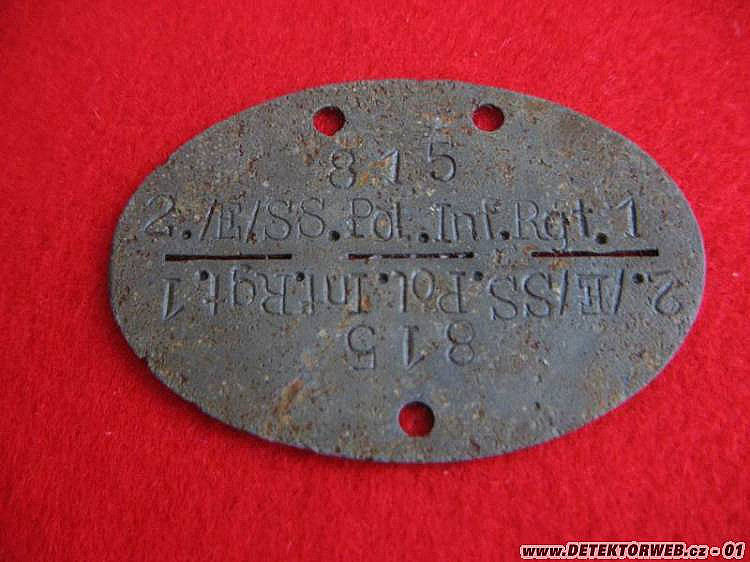 815
2./E/SS.Pol.Inf.Rgt.1
2./E/SS.Pol.Inf.Rgt.1
815
www.DETEKTORWEB.cz - 01